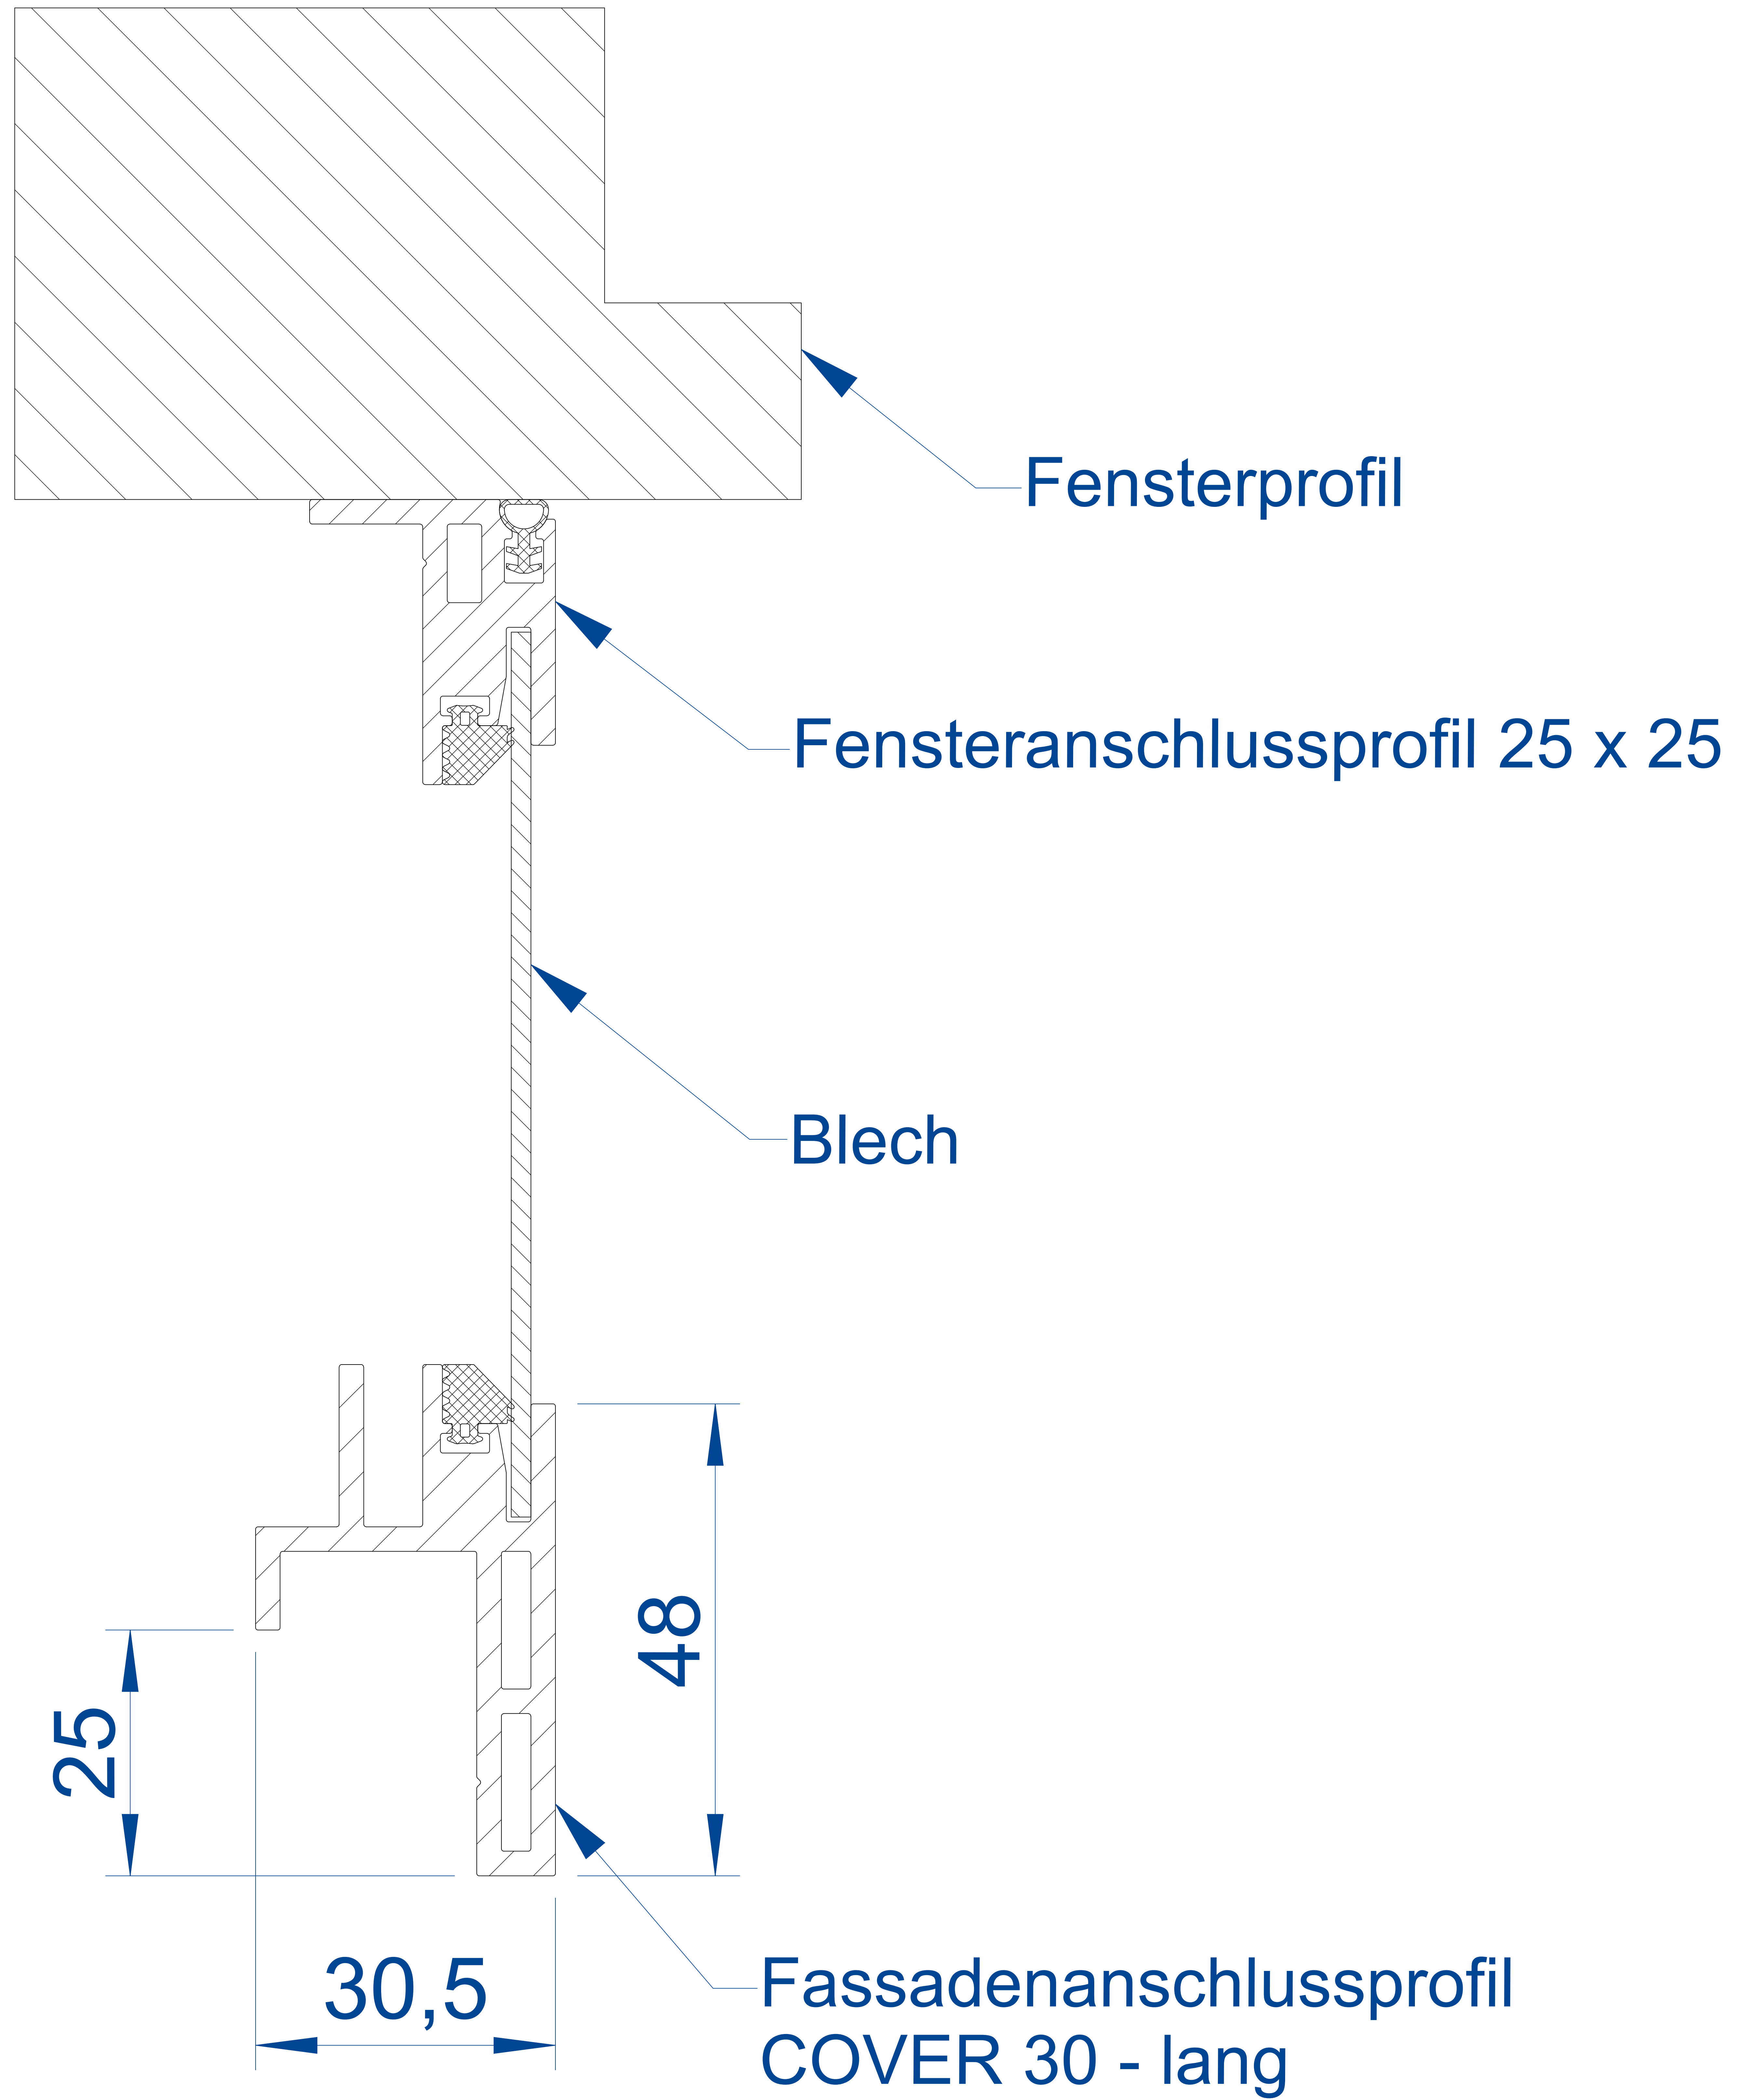 Fensterprofil
Fensteranschlussprofil 25 x 25
Blech
48
25
30,5
Fassadenanschlussprofil
COVER 30 - lang